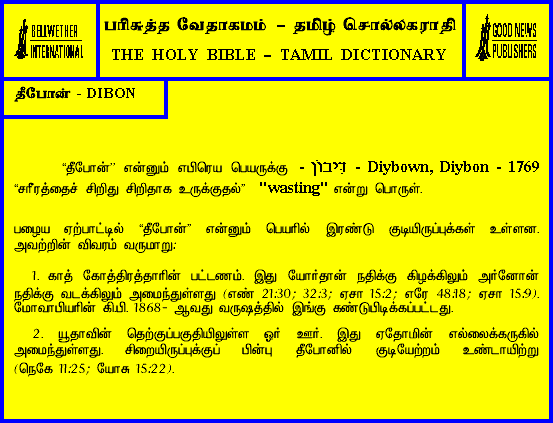 BELLWETHER
INTERNATIONAL
பரிசுத்த வேதாகமம் – தமிழ் சொல்லகராதி
THE HOLY BIBLE – TAMIL DICTIONARY
GOOD NEWS
PUBLISHERS
தீபோன் - DIBON
“தீபோன்” என்னும் எபிரெய பெயருக்கு - דִּיבוֹן - Diybown, Diybon - 1769
“சரீரத்தைச் சிறிது சிறிதாக உருக்குதல்” "wasting" என்று பொருள்.
பழைய ஏற்பாட்டில் “தீபோன்” என்னும் பெயரில் இரண்டு குடியிருப்புக்கள் உள்ளன.
அவற்றின் விவரம் வருமாறு:
1. காத் கோத்திரத்தாரின் பட்டணம். இது யோர்தான் நதிக்கு கிழக்கிலும் அர்னோன்
நதிக்கு வடக்கிலும் அமைந்துள்ளது (எண் 21:30; 32:3; ஏசா 15:2; எரே 48:18; ஏசா 15:9).
மோவாபியரின் கி.பி. 1868- ஆவது வருஷத்தில் இங்கு கண்டுபிடிக்கப்பட்டது.
2. யூதாவின் தெற்குப்பகுதியிலுள்ள ஓர் ஊர். இது ஏதோமின் எல்லைக்கருகில்
அமைந்துள்ளது. சிறையிருப்புக்குப் பின்பு தீபோனில் குடியேற்றம் உண்டாயிற்று
(நெகே 11:25; யோசு 15:22).